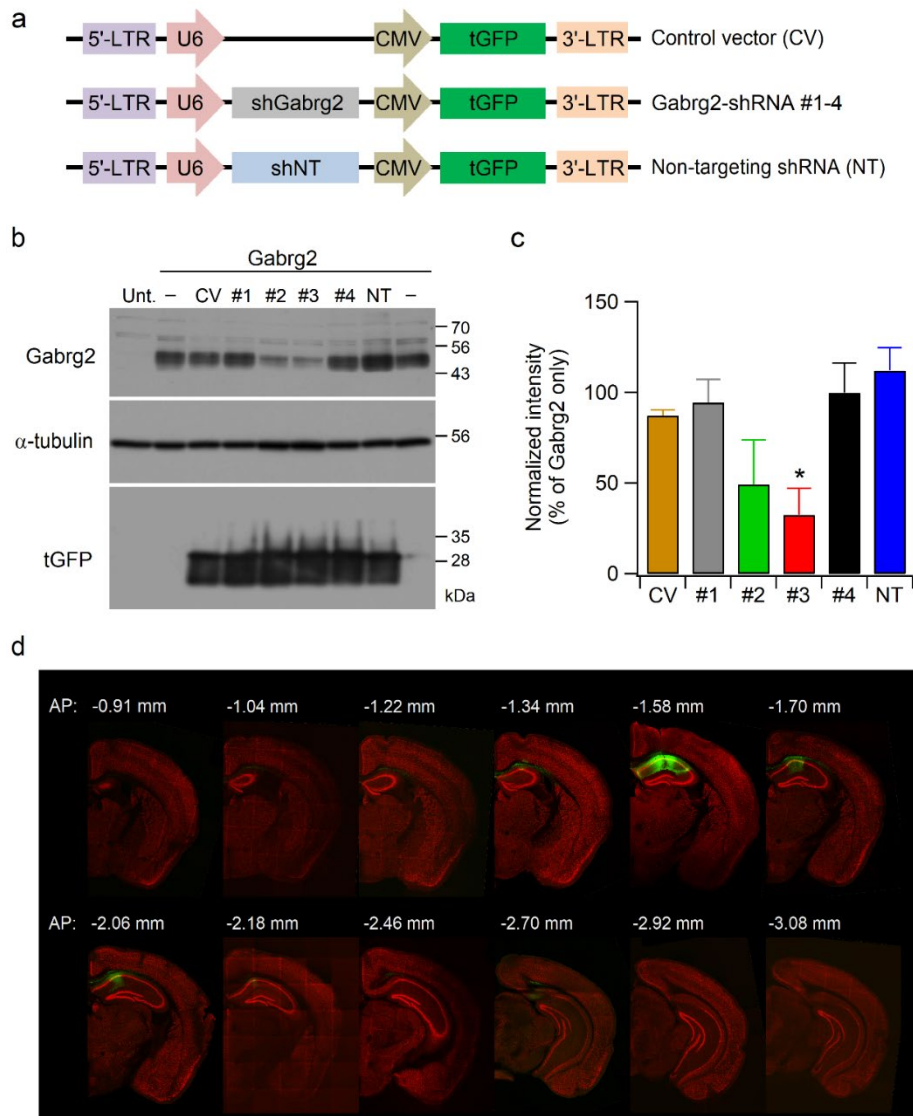 a
5'-LTR U6 CMV tGFP 3'-LTR Control vector (CV)
5'-LTR U6 shGabrg2 CMV tGFP 3'-LTR Gabrg2-shRNA #1-4
5'-LTR U6 shNT CMV tGFP 3'-LTR Non-targeting shRNA (NT)
b
Gabrg2
Unt. – CV #1 #2 #3 #4 NT –
Gabrg2
70
56
43
α-tubulin
56
tGFP
35
28
kDa
c
Normalized intensity
(% of Gabrg2 only)
150
100
50
0
*
CV #1 #2 #3 #4 NT
d
AP: -0.91 mm -1.04 mm -1.22 mm -1.34 mm -1.58 mm -1.70 mm
AP: -2.06 mm -2.18 mm -2.46 mm -2.70 mm -2.92 mm -3.08 mm